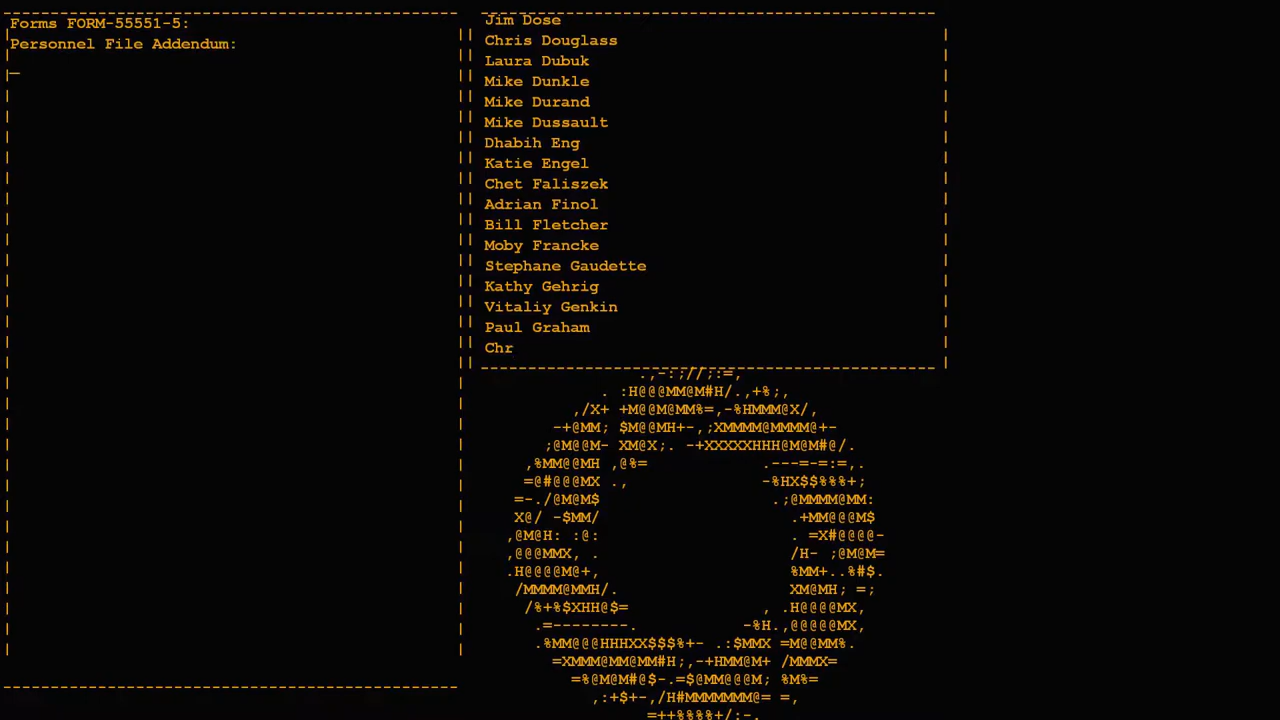 Forms FORM-55551-5:
Personnel File Addendum:
_
Jim Dose
Chris Douglass
Laura Dubuk
Mike Dunkle
Mike Durand
Mike Dussault
Dhabih Eng
Katie Engel
Chet Faliszek
Adrian Finol
Bill Fletcher
Moby Francke
Stephane Gaudette
Kathy Gehrig
Vitaliy Genkin
Paul Graham
Chr